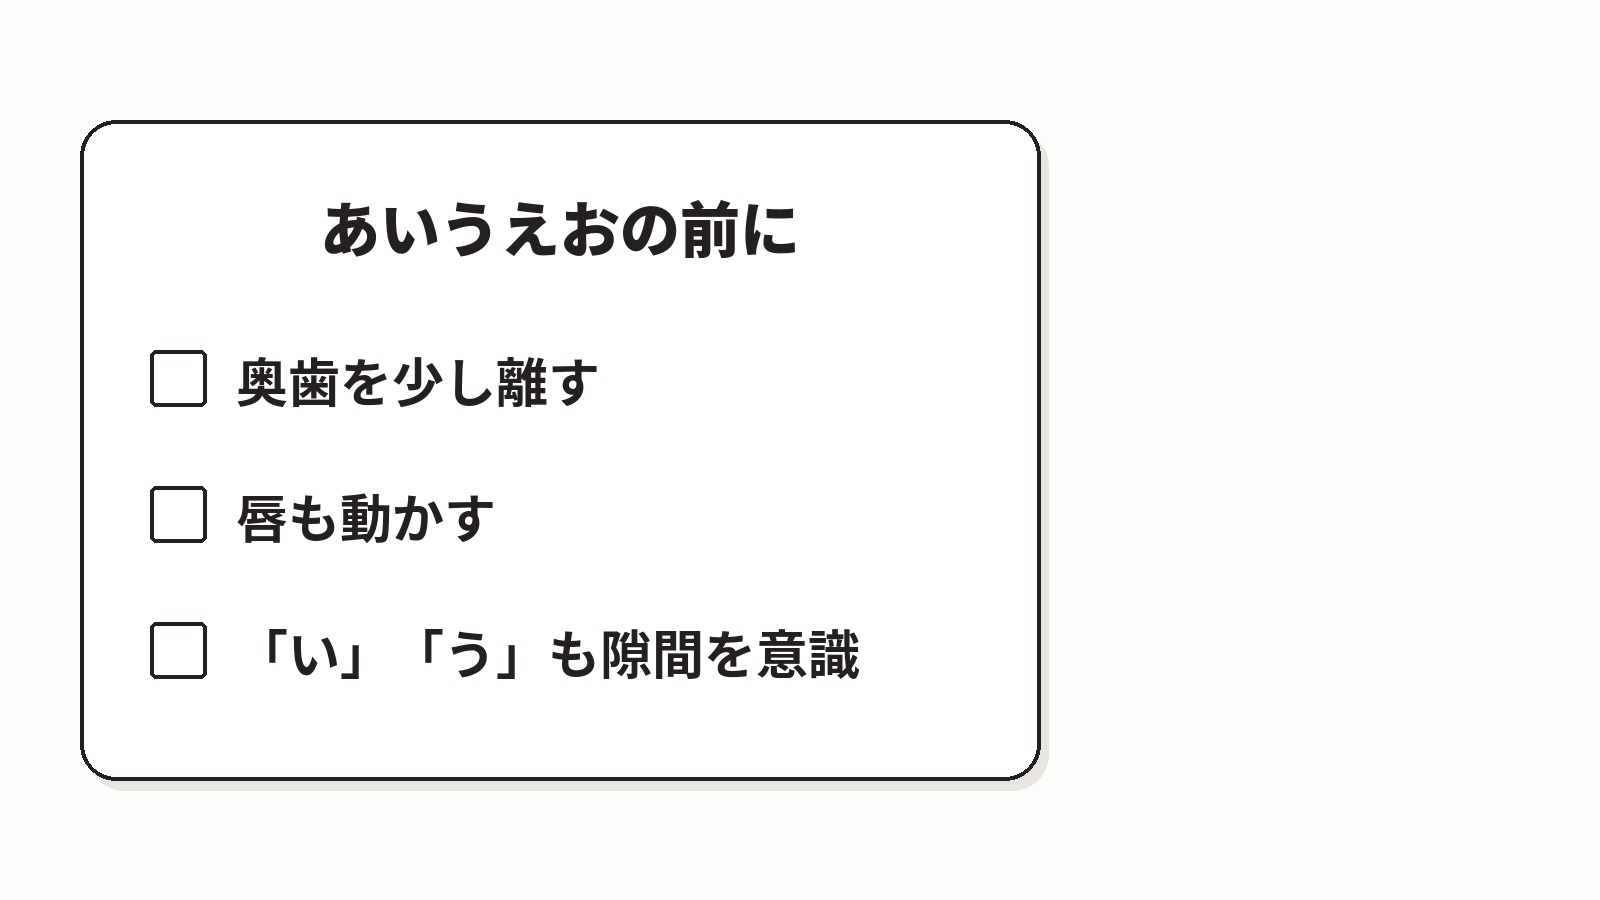 あいうえおの前に
奥歯を少し離す
唇も動かす
「い」「う」も隙間を意識